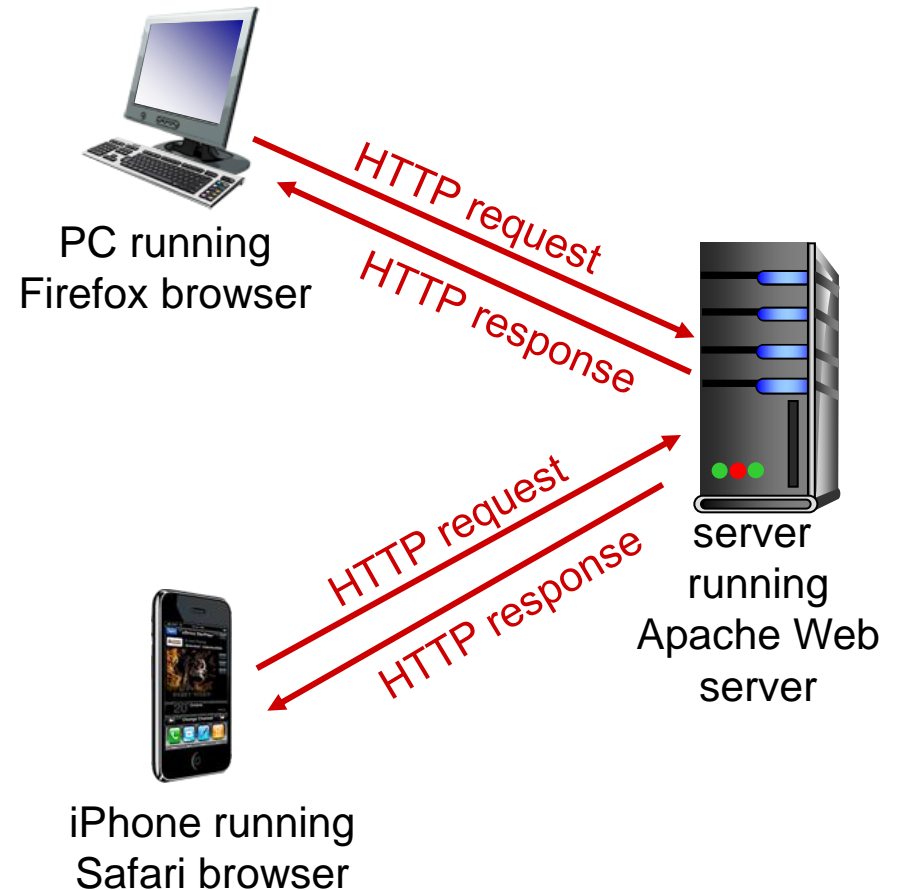 HTTP request
HTTP response
PC running
Firefox browser
HTTP request
HTTP response
server
running
Apache Web
server
iPhone running
Safari browser